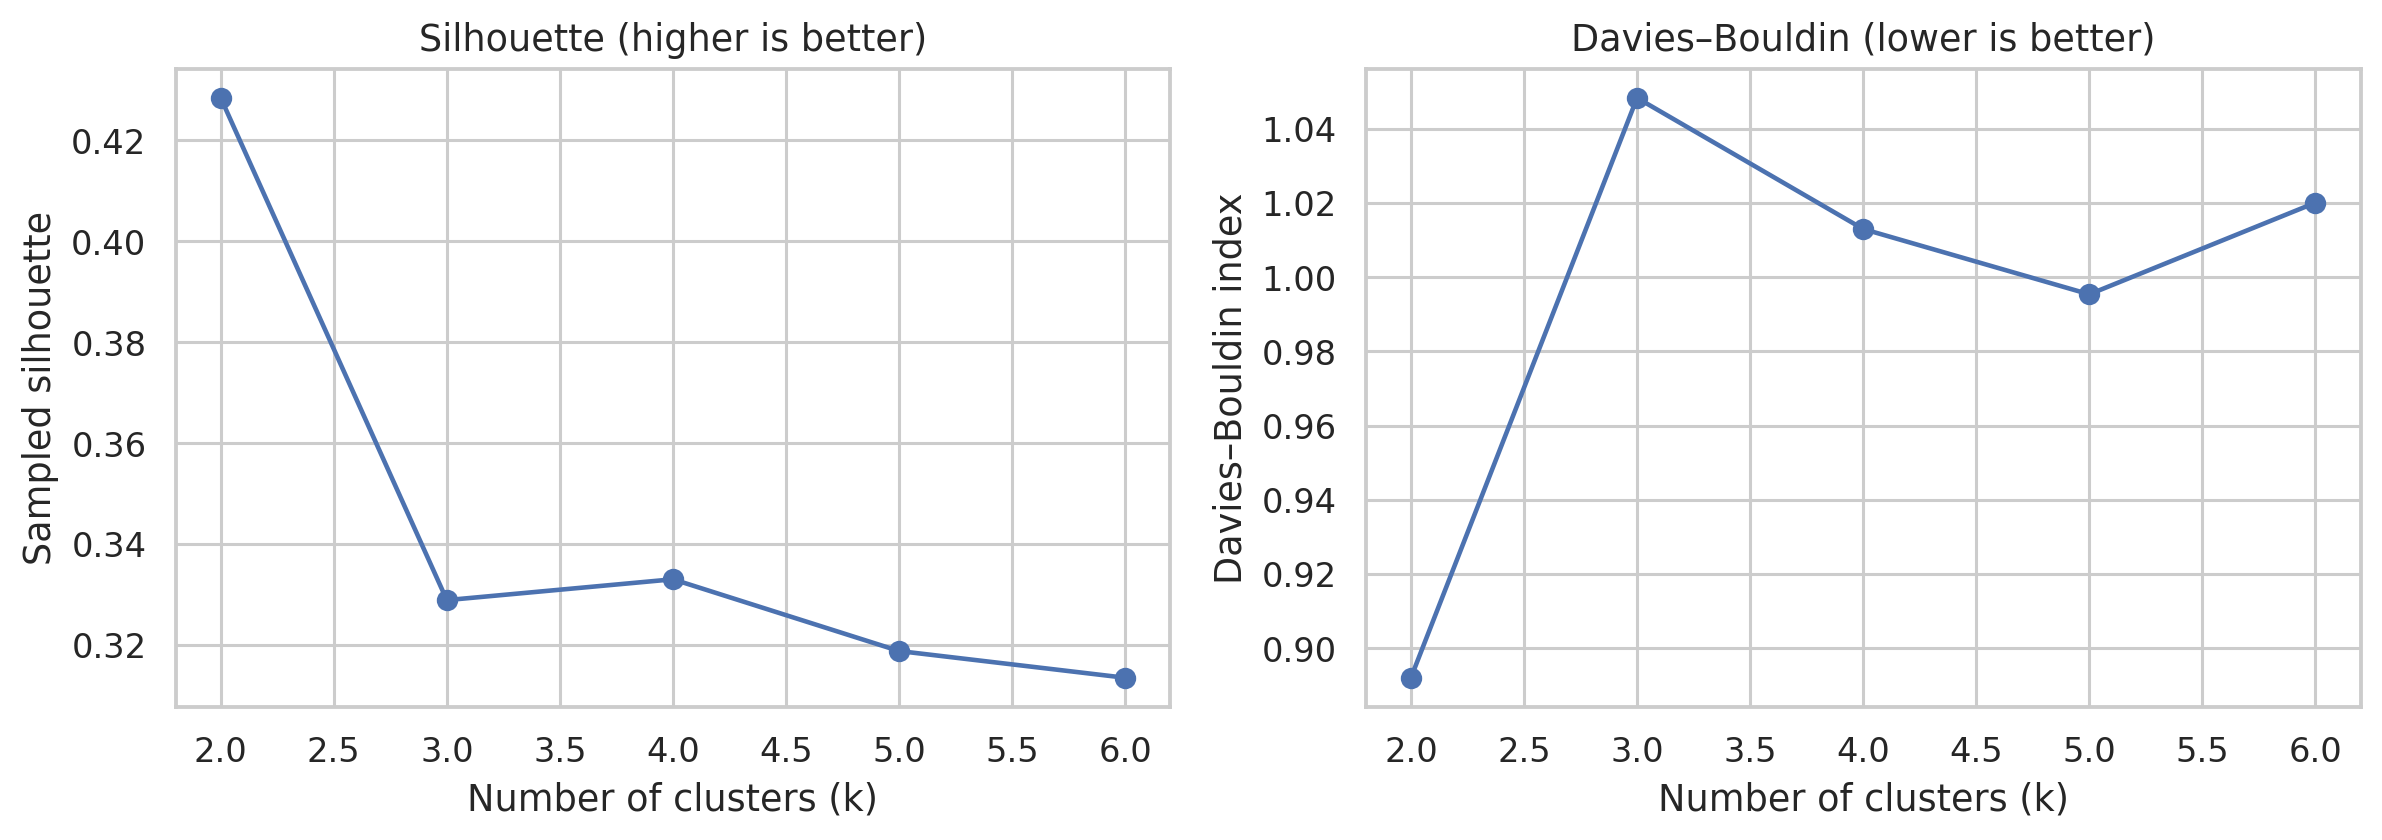 Silhouette (higher is better)
Sampled silhouette
0.42
0.40
0.38
0.36
0.34
0.32
2.0 2.5 3.0 3.5 4.0 4.5 5.0 5.5 6.0
Number of clusters (k)
Davies–Bouldin (lower is better)
Davies–Bouldin index
1.04
1.02
1.00
0.98
0.96
0.94
0.92
0.90
2.0 2.5 3.0 3.5 4.0 4.5 5.0 5.5 6.0
Number of clusters (k)